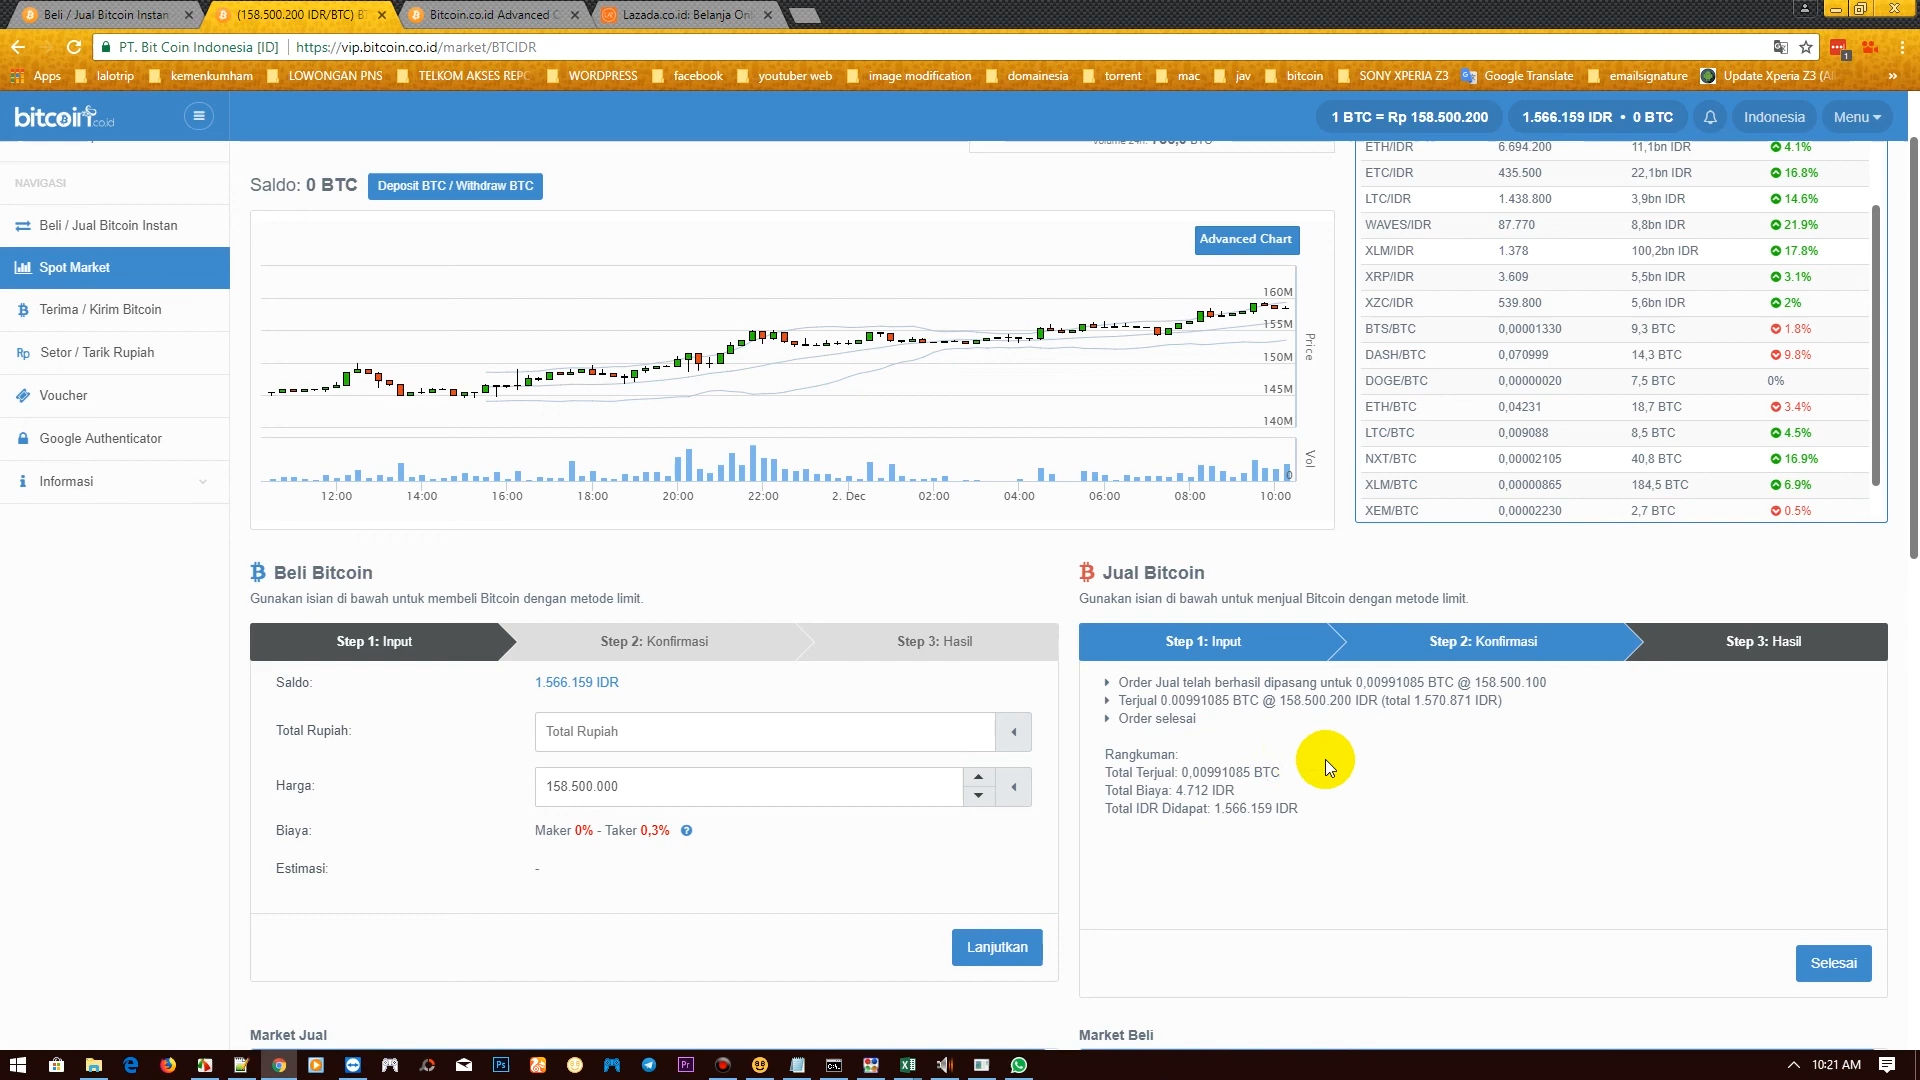 Beli / Jual Bitcoin Instan
(158.500.200 IDR/BTC)
Bitcoin.co.id Advanced C
Lazada.co.id: Belanja Onl
PT. Bit Coin Indonesia [ID] https://vip.bitcoin.co.id/market/BTCIDR
Apps lalotrip kemenkumham LOWONGAN PNS TELKOM AKSES REPO WORDPRESS facebook youtuber web image modification domainesia torrent mac jav bitcoin SONY XPERIA Z3 Google Translate emailsignature Update Xperia Z3 (Al »
bitcoin.co.id
1 BTC = Rp 158.500.200
1.566.159 IDR • 0 BTC
Indonesia
Menu
NAVIGASI
Beli / Jual Bitcoin Instan
Spot Market
Terima / Kirim Bitcoin
Rp Setor / Tarik Rupiah
Voucher
Google Authenticator
Informasi
Saldo: 0 BTC
Deposit BTC / Withdraw BTC
Advanced Chart
160M
155M
150M
145M
140M
Price
Vol
0
12:00 14:00 16:00 18:00 20:00 22:00 2. Dec 02:00 04:00 06:00 08:00 10:00
ETH/IDR 6.694.200 11,1bn IDR 4.1%
ETC/IDR 435.500 22,1bn IDR 16.8%
LTC/IDR 1.438.800 3,9bn IDR 14.6%
WAVES/IDR 87.770 8,8bn IDR 21.9%
XLM/IDR 1.378 100,2bn IDR 17.8%
XRP/IDR 3.609 5,5bn IDR 3.1%
XZC/IDR 539.800 5,6bn IDR 2%
BTS/BTC 0,00001330 9,3 BTC 1.8%
DASH/BTC 0,070999 14,3 BTC 9.8%
DOGE/BTC 0,00000020 7,5 BTC 0%
ETH/BTC 0,04231 18,7 BTC 3.4%
LTC/BTC 0,009088 8,5 BTC 4.5%
NXT/BTC 0,00002105 40,8 BTC 16.9%
XLM/BTC 0,00000865 184,5 BTC 6.9%
XEM/BTC 0,00002230 2,7 BTC 0.5%
Beli Bitcoin
Gunakan isian di bawah untuk membeli Bitcoin dengan metode limit.
Step 1: Input Step 2: Konfirmasi Step 3: Hasil
Saldo: 1.566.159 IDR
Total Rupiah: Total Rupiah
Harga: 158.500.000
Biaya: Maker 0% - Taker 0,3% ?
Estimasi: -
Lanjutkan
Market Jual
Jual Bitcoin
Gunakan isian di bawah untuk menjual Bitcoin dengan metode limit.
Step 1: Input Step 2: Konfirmasi Step 3: Hasil
Order Jual telah berhasil dipasang untuk 0,00991085 BTC @ 158.500.100
Terjual 0.00991085 BTC @ 158.500.200 IDR (total 1.570.871 IDR)
Order selesai
Rangkuman:
Total Terjual: 0,00991085 BTC
Total Biaya: 4.712 IDR
Total IDR Didapat: 1.566.159 IDR
Selesai
Market Beli
10:21 AM